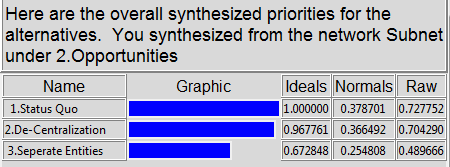 Here are the overall synthesized priorities for the
alternatives. You synthesized from the network Subnet
under 2.Opportunities
Name Graphic Ideals Normals Raw
1.Status Quo 1.000000 0.378701 0.727752
2.De-Centralization 0.967761 0.366492 0.704290
3.Seperate Entities 0.672848 0.254808 0.489666